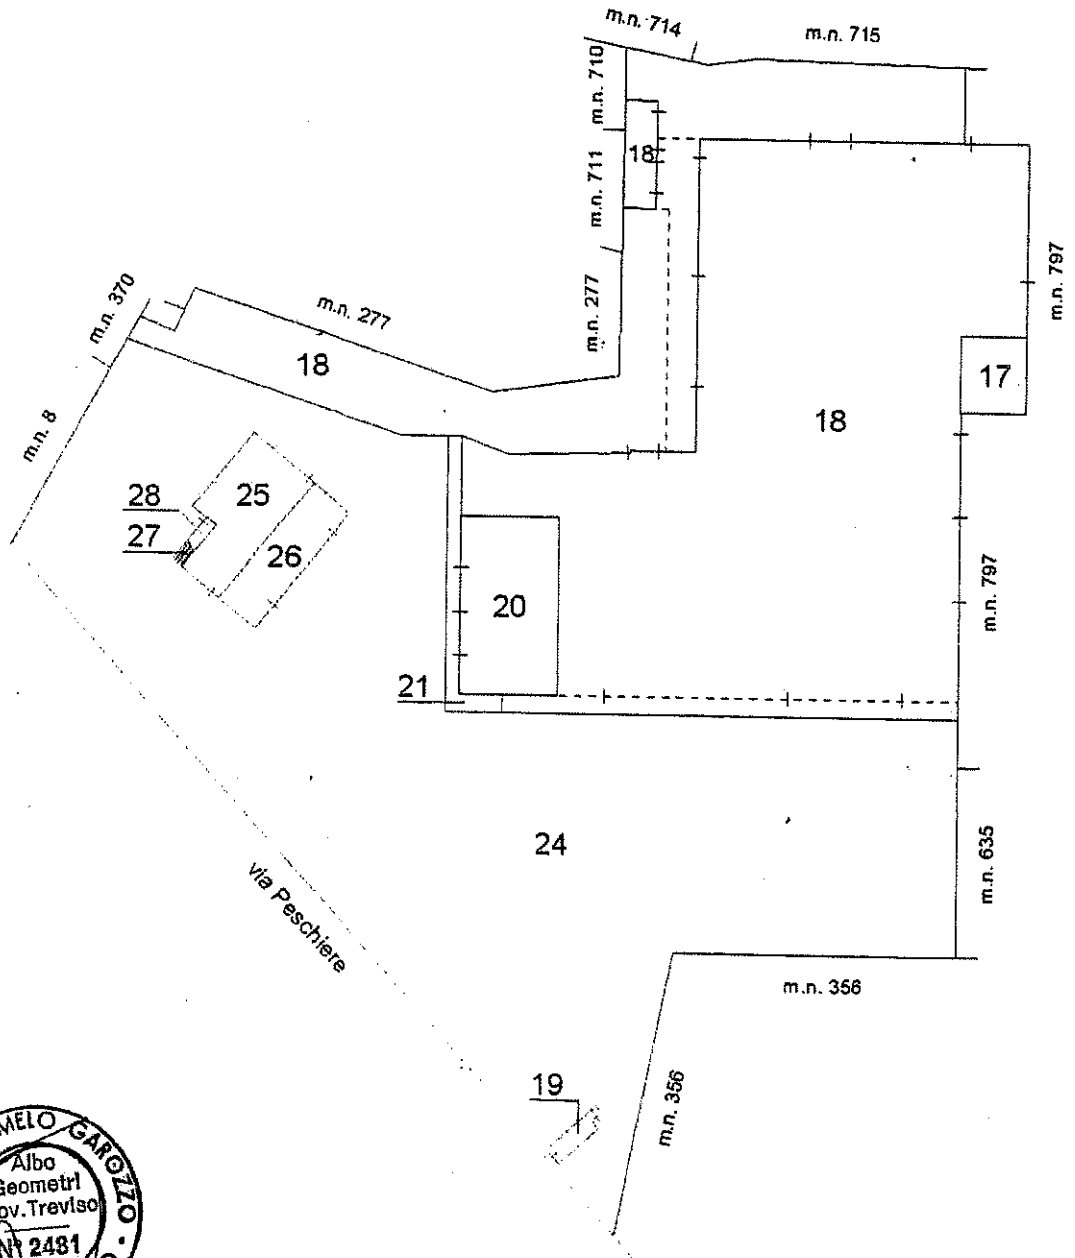 m.n. 714
m.n. 715
m.n. 710
18
m.n. 711
m.n. 797
m.n. 277
m.n. 370
m.n. 277
18
17
18
m.n. 8
28
25
27
26
20
m.n. 797
21
24
m.n. 635
via Peschiere
m.n. 356
19
m.n. 356
GAROZZO
Albo
N° 2481